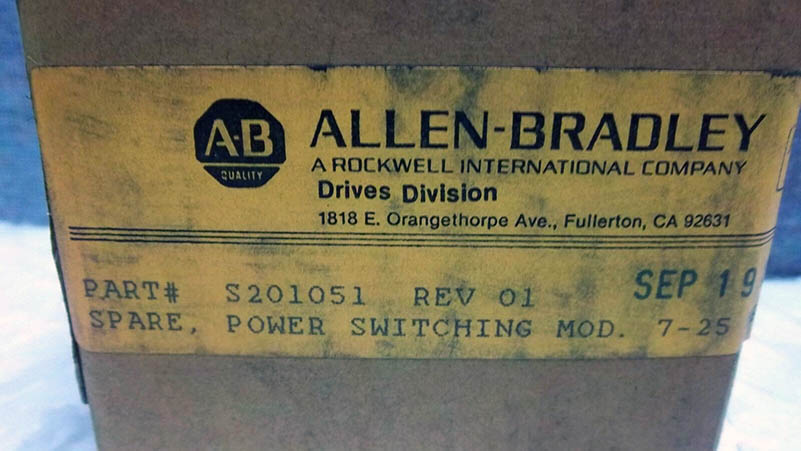 A-B
QUALITY
ALLEN-BRADLEY
A ROCKWELL INTERNATIONAL COMPANY
Drives Division
1818 E. Orangethorpe Ave., Fullerton, CA 92631
PART# S201051 REV 01 SEP 19
SPARE, POWER SWITCHING MOD. 7-25